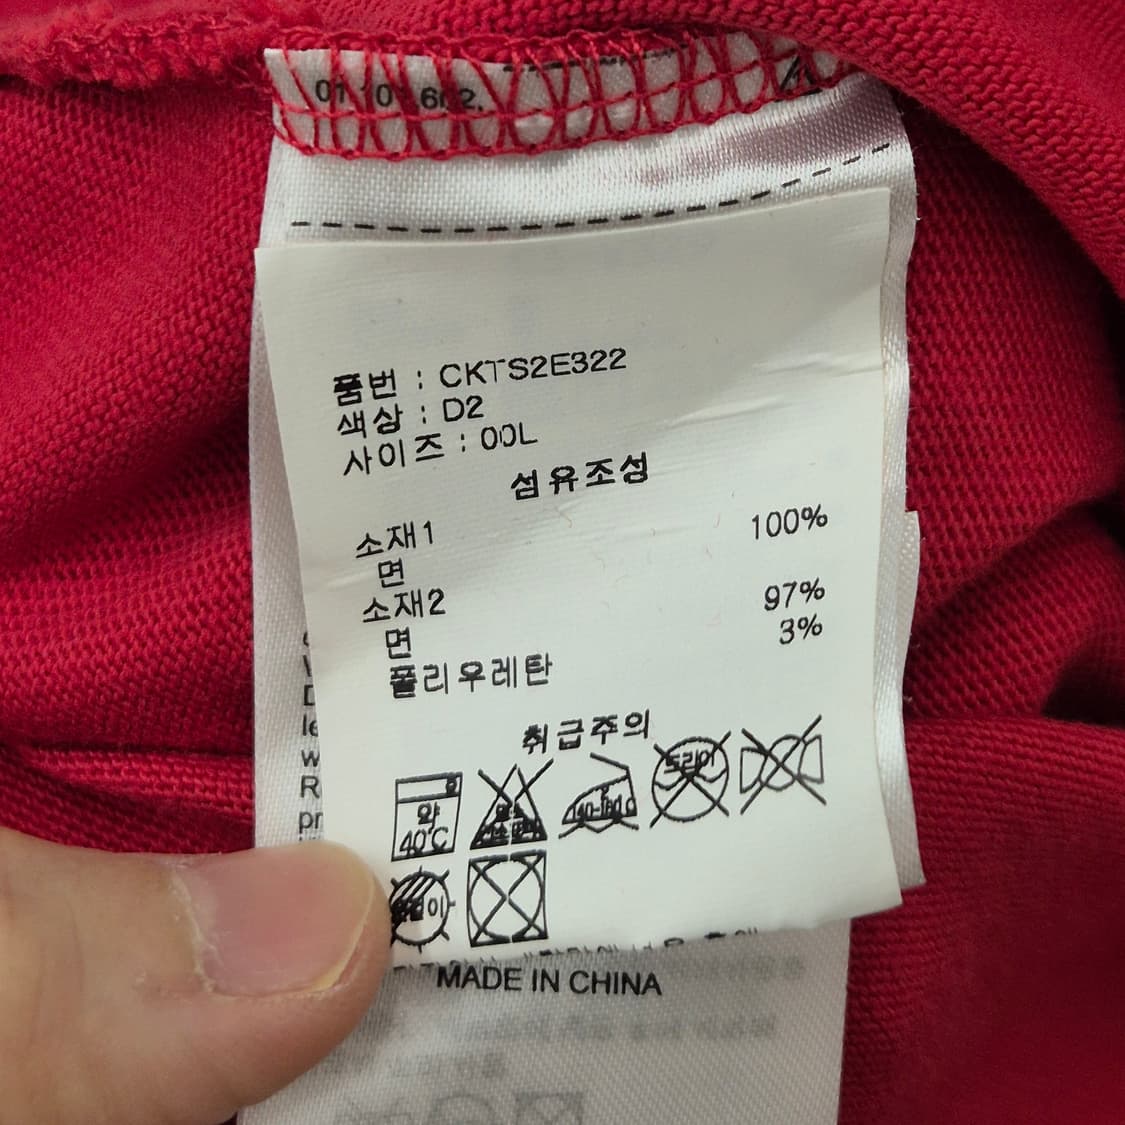 품번 : CKTS2E322
색상 : D2
사이즈 : 00L
섬유조성
소재1 100%
면
소재2 97%
면 3%
폴리우레탄
취급주의
약
40℃
드라이
MADE IN CHINA